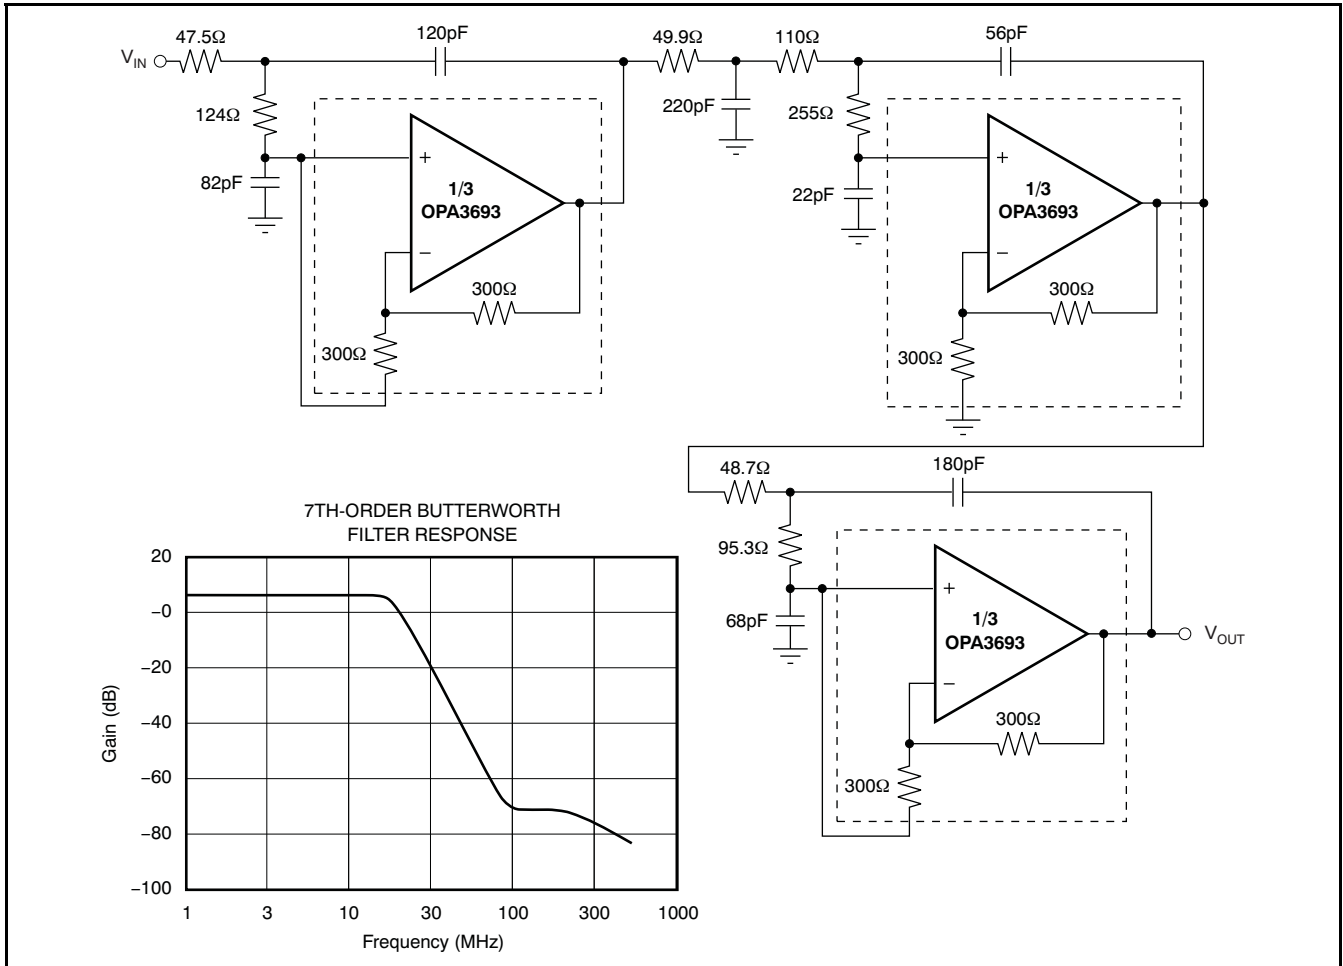 47.5Ω
120pF
49.9Ω
110Ω
56pF
V_IN
124Ω
220pF
255Ω
+
1/3
OPA3693
−
82pF
+
1/3
OPA3693
−
22pF
300Ω
300Ω
300Ω
300Ω
48.7Ω
180pF
95.3Ω
+
1/3
OPA3693
−
68pF
V_OUT
300Ω
300Ω
7TH-ORDER BUTTERWORTH
FILTER RESPONSE
20
−0
−20
−40
−60
−80
−100
Gain (dB)
1
3
10
30
100
300
1000
Frequency (MHz)